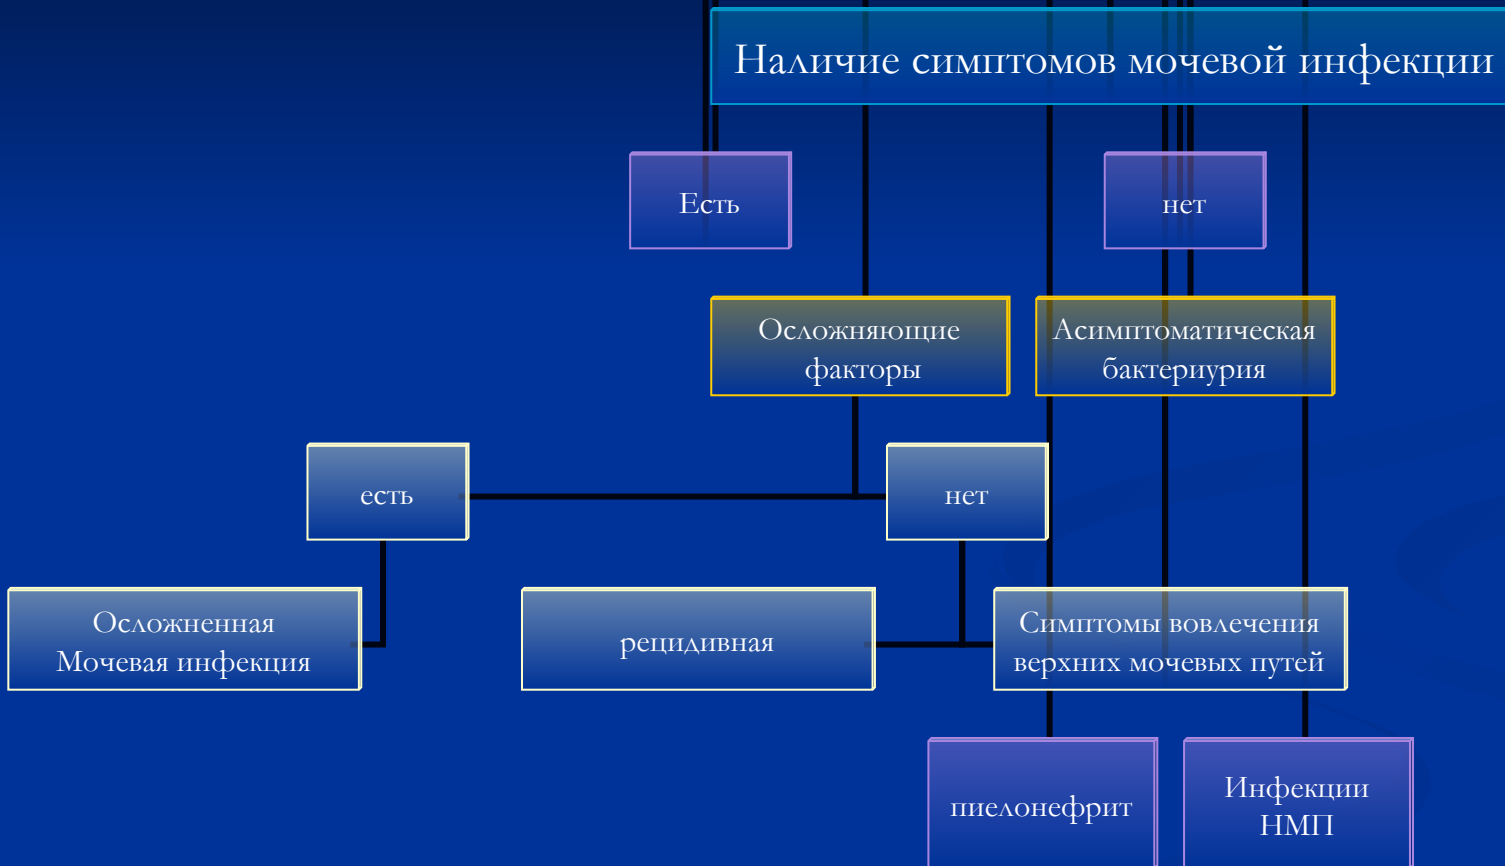 Наличие симптомов мочевой инфекции
Есть
нет
Осложняющие
факторы
Асимптоматическая
бактериурия
есть
нет
Осложненная
Мочевая инфекция
рецидивная
Симптомы вовлечения
верхних мочевых путей
пиелонефрит
Инфекции
НМП